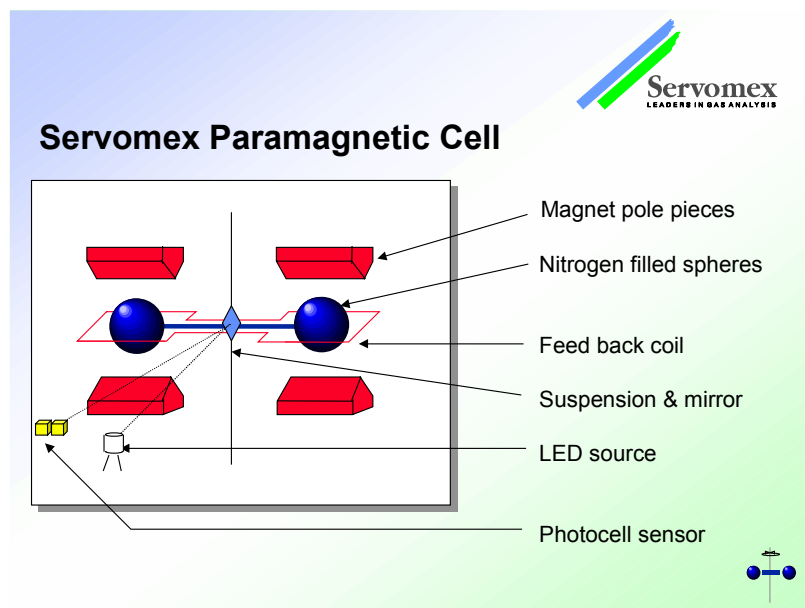 Servomex
LEADERS IN GAS ANALYSIS
Servomex Paramagnetic Cell
Magnet pole pieces
Nitrogen filled spheres
Feed back coil
Suspension & mirror
LED source
Photocell sensor